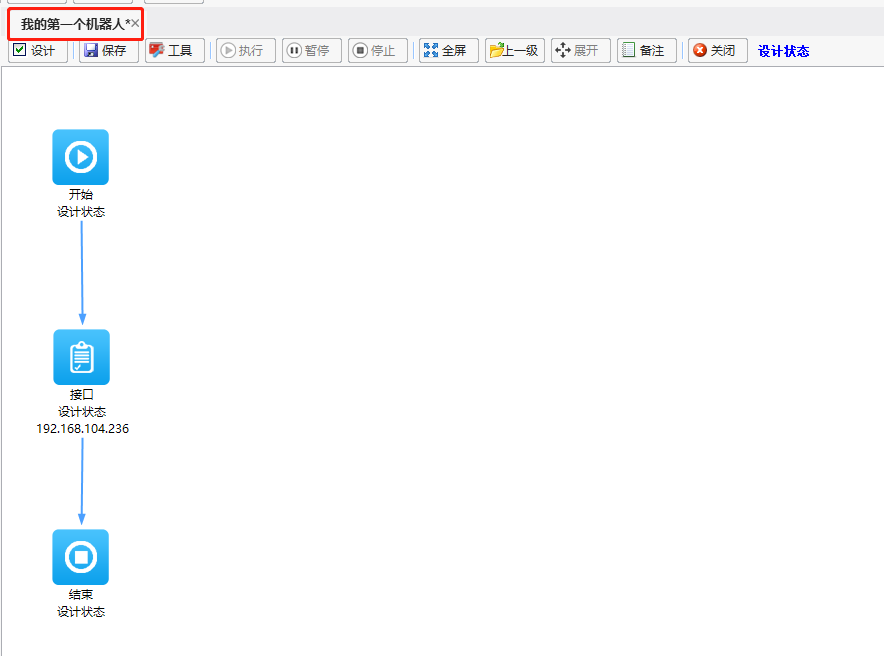 我的第一个机器人*×
设计 保存 工具 执行 暂停 停止 全屏 上一级 展开 备注 关闭 设计状态
开始
设计状态
接口
设计状态
192.168.104.236
结束
设计状态